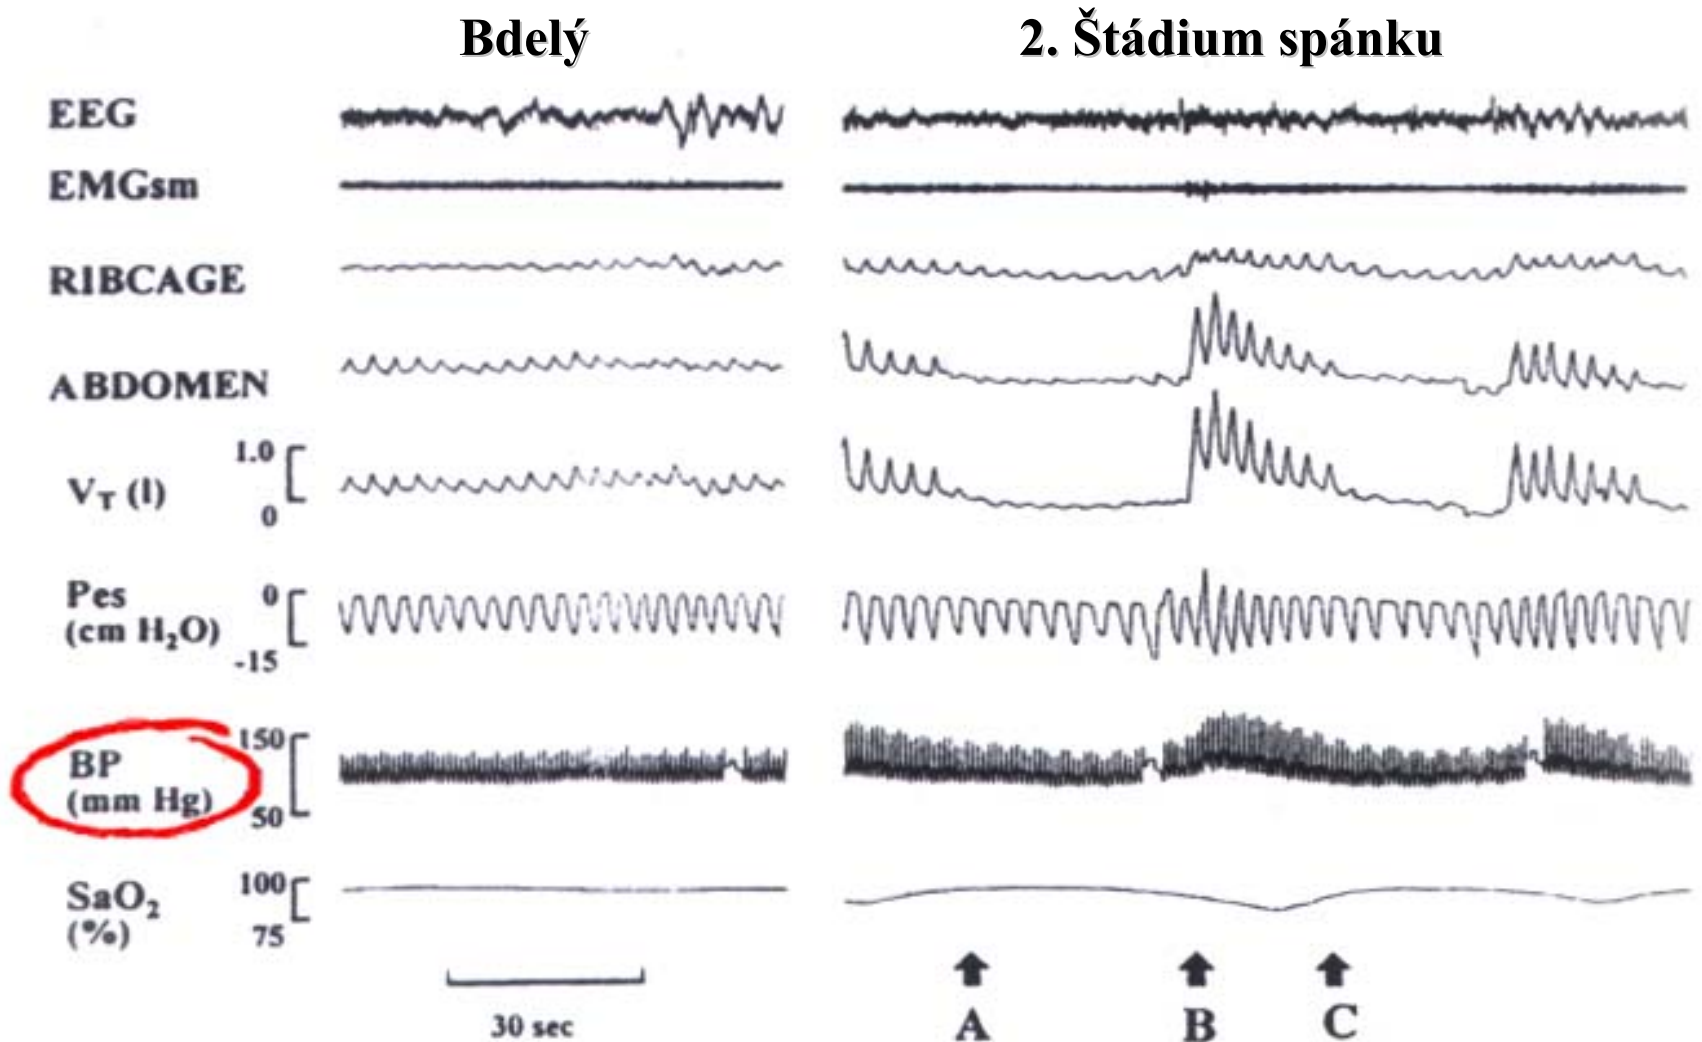 Bdelý 2. Štádium spánku
EEG
EMGsm
RIBCAGE
ABDOMEN
1.0
V_T (l)
0
Pes 0
(cm H₂O)
-15
150
BP
(mm Hg)
50
100
SaO₂
(%) 75
30 sec
A B C